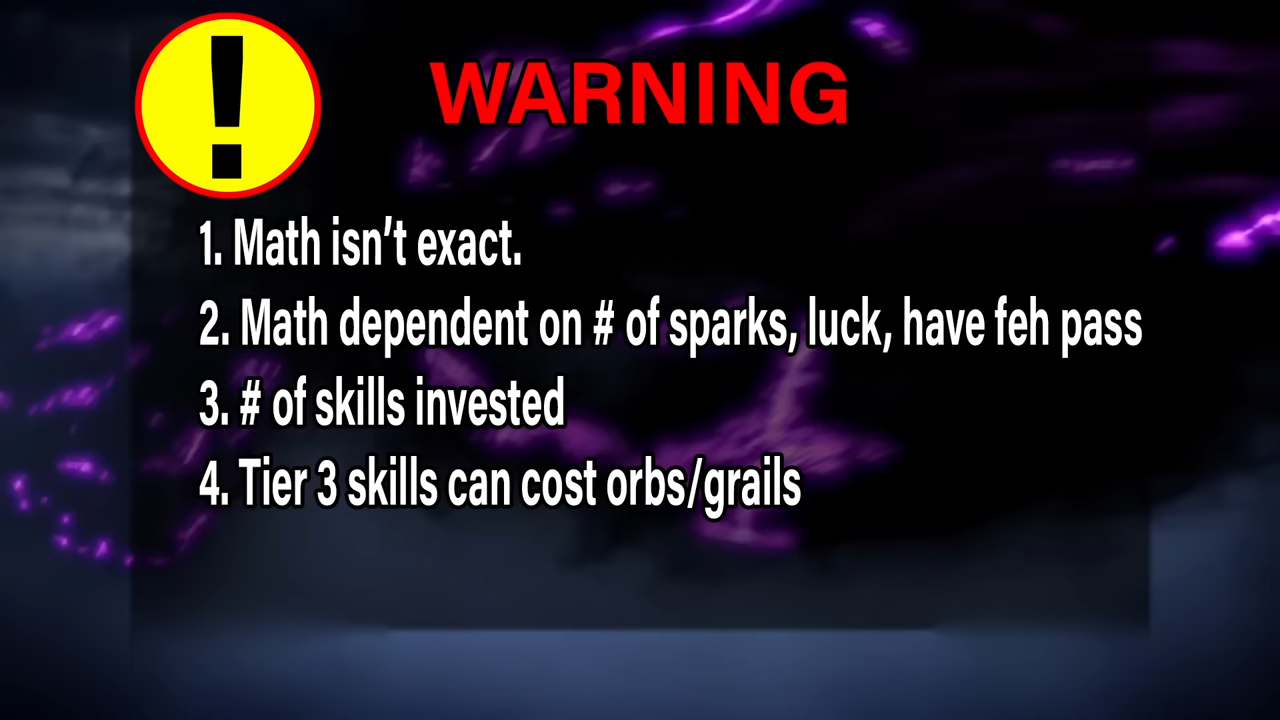 !
WARNING
1. Math isn't exact.
2. Math dependent on # of sparks, luck, have feh pass
3. # of skills invested
4. Tier 3 skills can cost orbs/grails